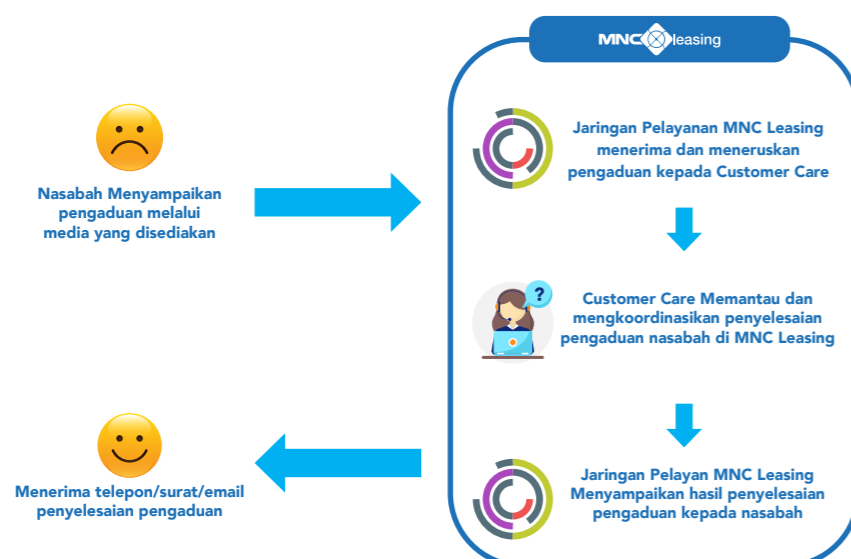 MNC leasing
Nasabah Menyampaikan
pengaduan melalui
media yang disediakan
Jaringan Pelayanan MNC Leasing
menerima dan meneruskan
pengaduan kepada Customer Care
?
Customer Care Memantau dan
mengkoordinasikan penyelesaian
pengaduan nasabah di MNC Leasing
Jaringan Pelayan MNC Leasing
Menyampaikan hasil penyelesaian
pengaduan kepada nasabah
Menerima telepon/surat/email
penyelesaian pengaduan